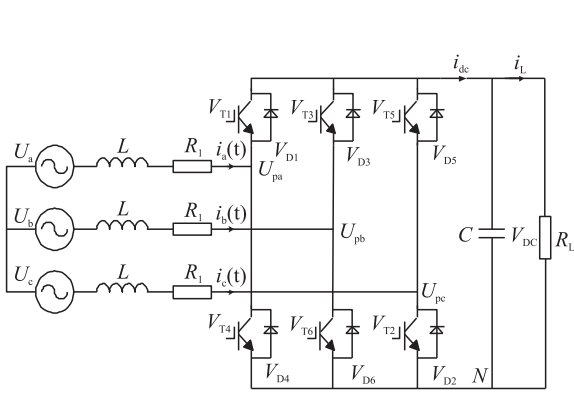 i_dc i_L
V_T1 V_T3 V_T5
U_a L R_1 i_a(t) V_D1 V_D3 V_D5
U_pa
U_b L R_1 i_b(t) U_pb C V_DC R_L
U_c L R_1 i_c(t) U_pc
V_T4 V_T6 V_T2
V_D4 V_D6 V_D2 N